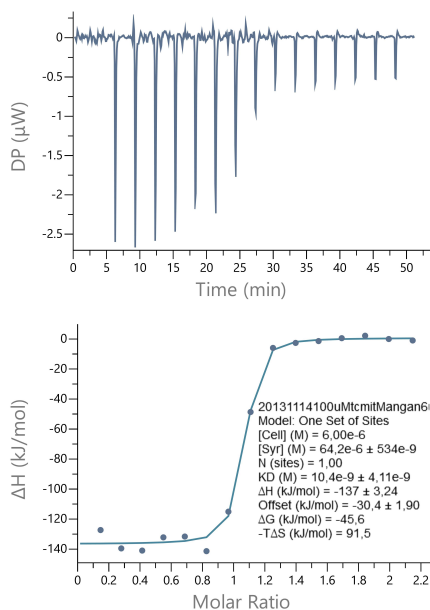 0
-0.5
-1
-1.5
-2
-2.5
DP (µW)
0 5 10 15 20 25 30 35 40 45 50
Time (min)
0
-20
-40
-60
-80
-100
-120
-140
ΔH (kJ/mol)
20131114100uMtcmitMangan6
Model: One Set of Sites
[Cell] (M) = 6,00e-6
[Syr] (M) = 64,2e-6 ± 534e-9
N (sites) = 1,00
KD (M) = 10,4e-9 ± 4,11e-9
ΔH (kJ/mol) = -137 ± 3,24
Offset (kJ/mol) = -30,4 ± 1,90
ΔG (kJ/mol) = -45,6
-TΔS (kJ/mol) = 91,5
0 0.2 0.4 0.6 0.8 1 1.2 1.4 1.6 1.8 2 2.2
Molar Ratio